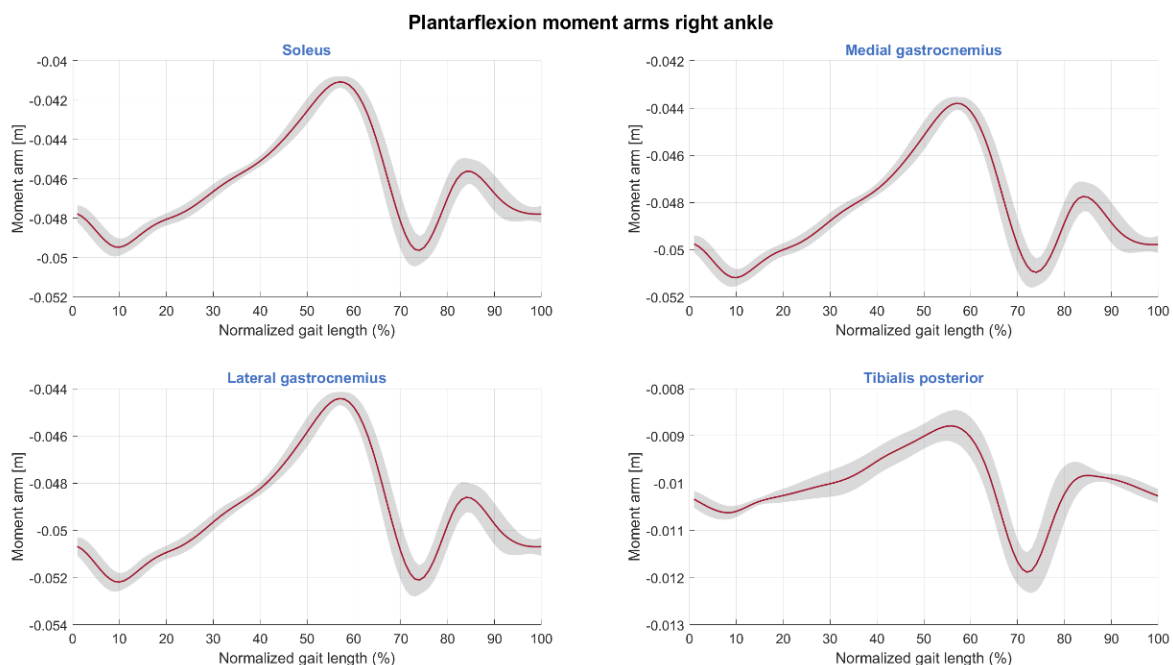 Plantarflexion moment arms right ankle
Soleus
-0.04
-0.042
-0.044
-0.046
-0.048
-0.05
-0.052
Moment arm [m]
0 10 20 30 40 50 60 70 80 90 100
Normalized gait length (%)
Medial gastrocnemius
-0.042
-0.044
-0.046
-0.048
-0.05
-0.052
Moment arm [m]
0 10 20 30 40 50 60 70 80 90 100
Normalized gait length (%)
Lateral gastrocnemius
-0.044
-0.046
-0.048
-0.05
-0.052
-0.054
Moment arm [m]
0 10 20 30 40 50 60 70 80 90 100
Normalized gait length (%)
Tibialis posterior
-0.008
-0.009
-0.01
-0.011
-0.012
-0.013
Moment arm [m]
0 10 20 30 40 50 60 70 80 90 100
Normalized gait length (%)